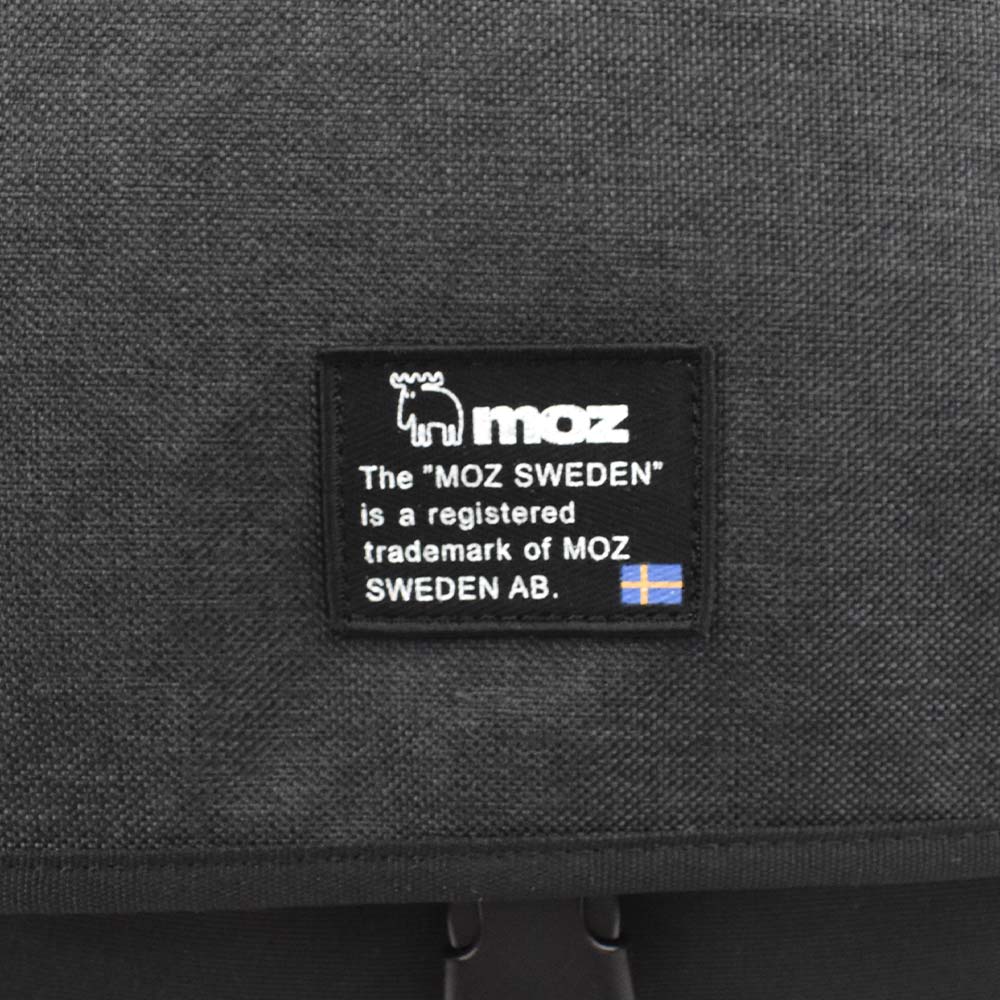 moz
The "MOZ SWEDEN"
is a registered
trademark of MOZ
SWEDEN AB.